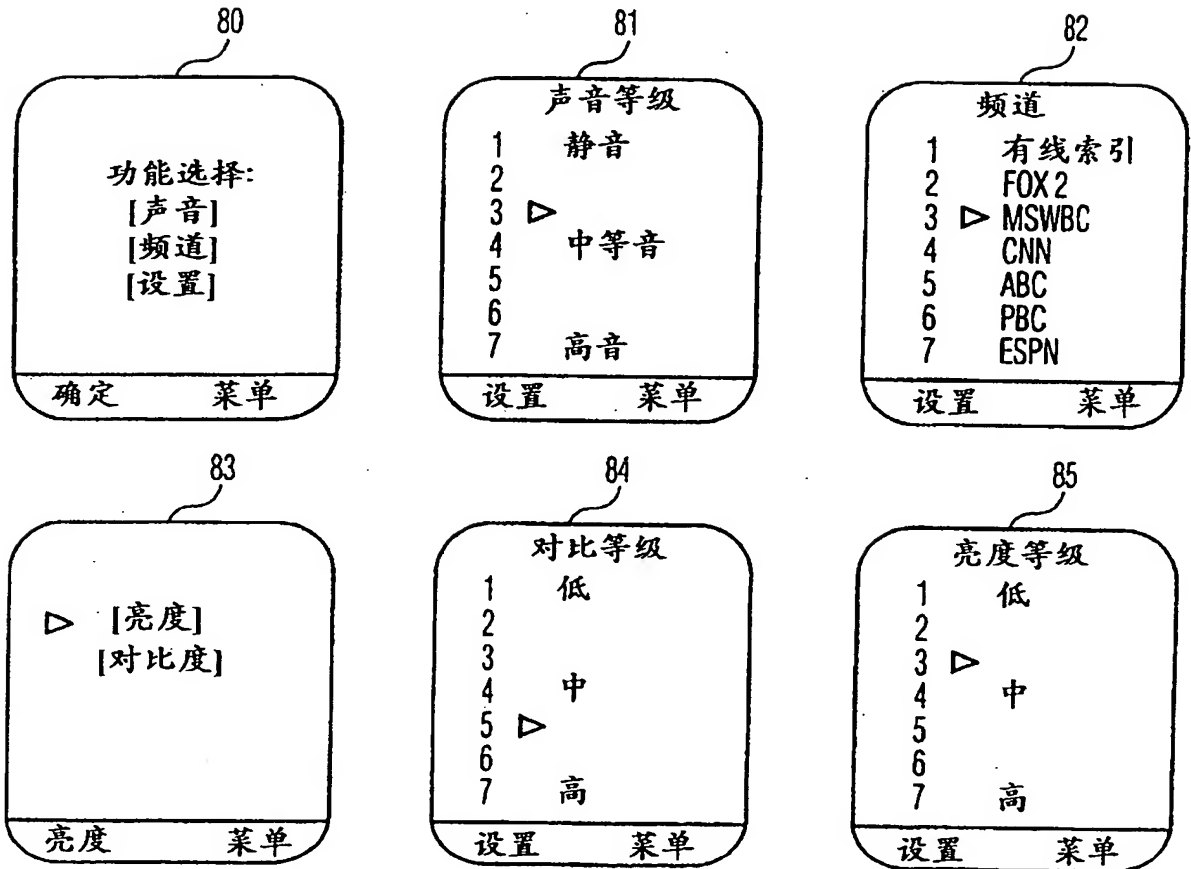 80
功能选择:
[声音]
[频道]
[设置]
确定 菜单
81
声音等级
1 静音
2
3
4 中等音
5
6
7 高音
设置 菜单
82
频道
1 有线索引
2 FOX 2
3 MSWBC
4 CNN
5 ABC
6 PBC
7 ESPN
设置 菜单
83
[亮度]
[对比度]
亮度 菜单
84
对比等级
1 低
2
3
4 中
5
6
7 高
设置 菜单
85
亮度等级
1 低
2
3
4 中
5
6
7 高
设置 菜单